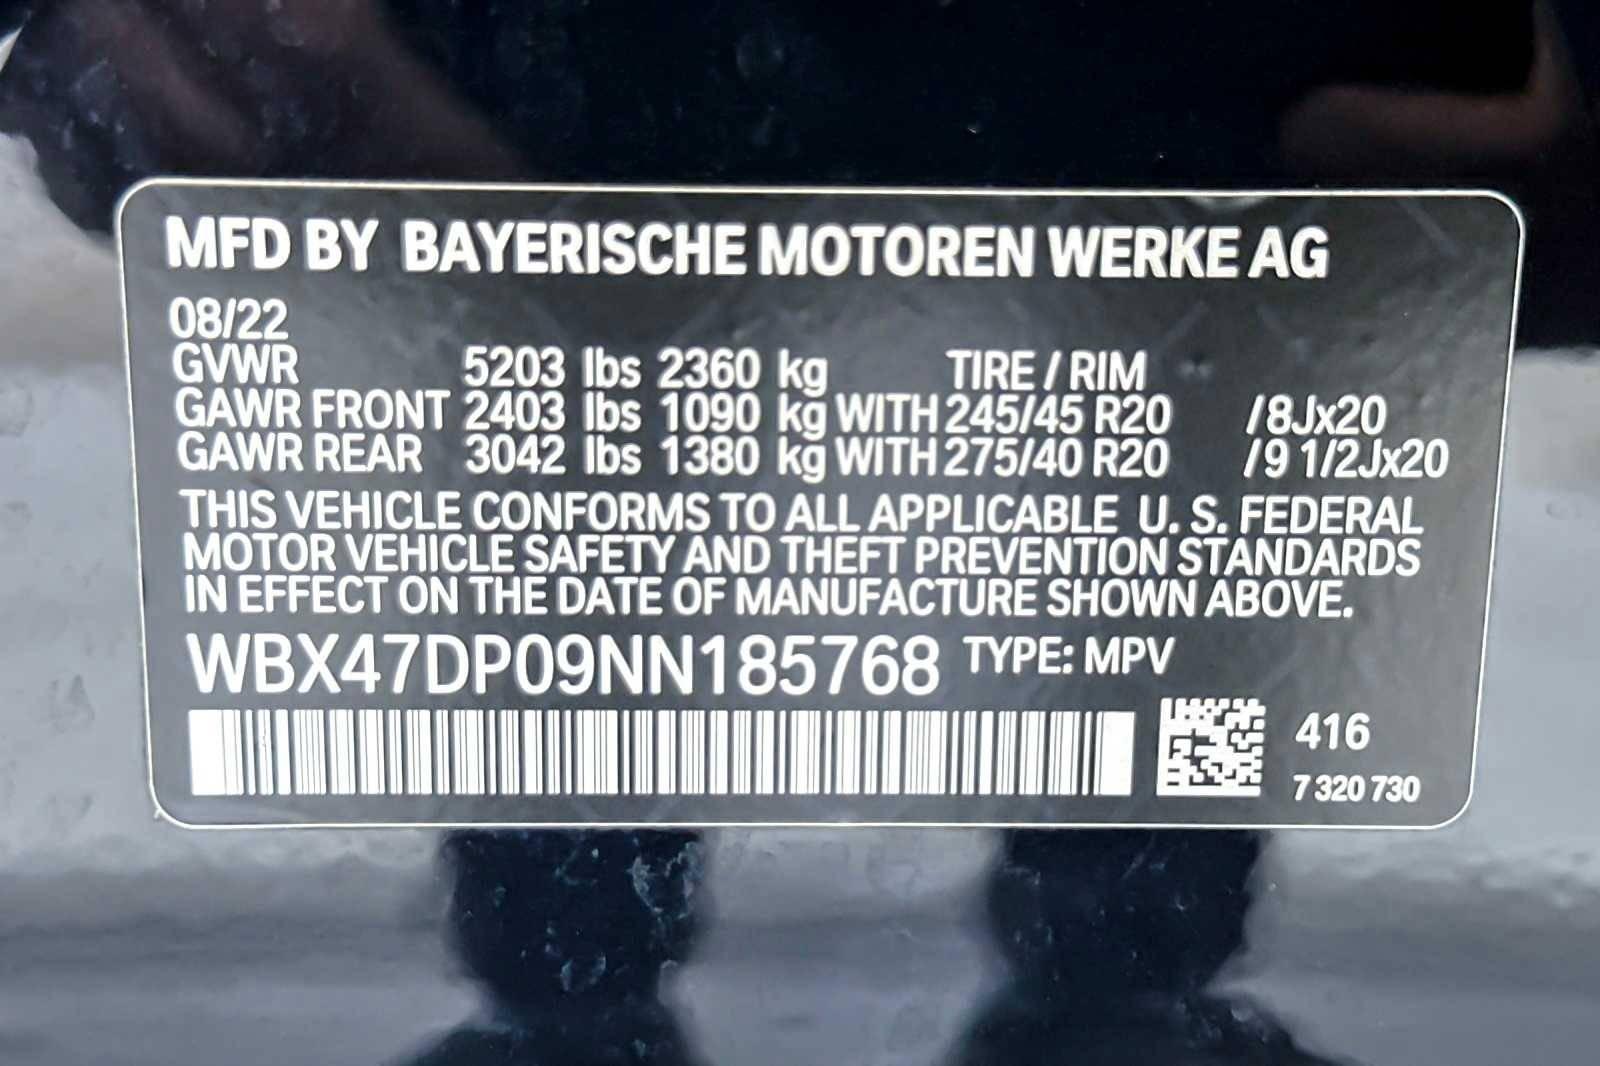 MFD BY BAYERISCHE MOTOREN WERKE AG
08/22
GVWR 5203 lbs 2360 kg TIRE / RIM
GAWR FRONT 2403 lbs 1090 kg WITH 245/45 R20 /8Jx20
GAWR REAR 3042 lbs 1380 kg WITH 275/40 R20 /9 1/2Jx20
THIS VEHICLE CONFORMS TO ALL APPLICABLE U. S. FEDERAL
MOTOR VEHICLE SAFETY AND THEFT PREVENTION STANDARDS
IN EFFECT ON THE DATE OF MANUFACTURE SHOWN ABOVE.
WBX47DP09NN185768 TYPE: MPV
416
7 320 730